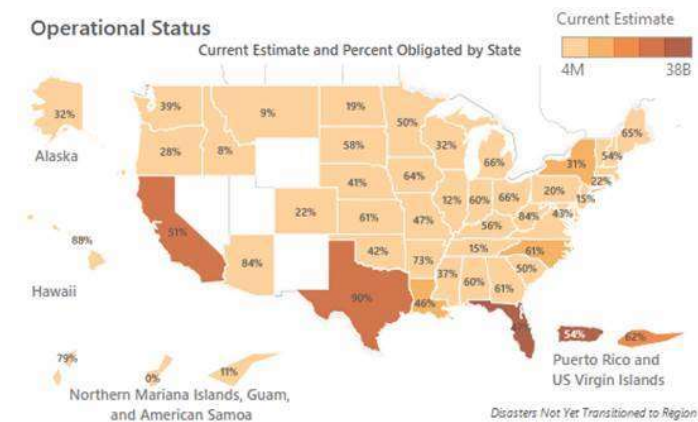 Operational Status
Current Estimate and Percent Obligated by State
Current Estimate
4M 38B
32%
Alaska
88%
Hawaii
39% 9% 19% 50% 65%
28% 8% 58% 32% 66% 31% 54%
41% 64% 22%
51% 22% 61% 47% 12% 60% 66% 20% 15%
56% 84% 43%
84% 42% 73% 15% 61%
90% 46% 37% 60% 61% 50%
54% 62%
Puerto Rico and
US Virgin Islands
79% 0% 11%
Northern Mariana Islands, Guam,
and American Samoa
Disasters Not Yet Transitioned to Region